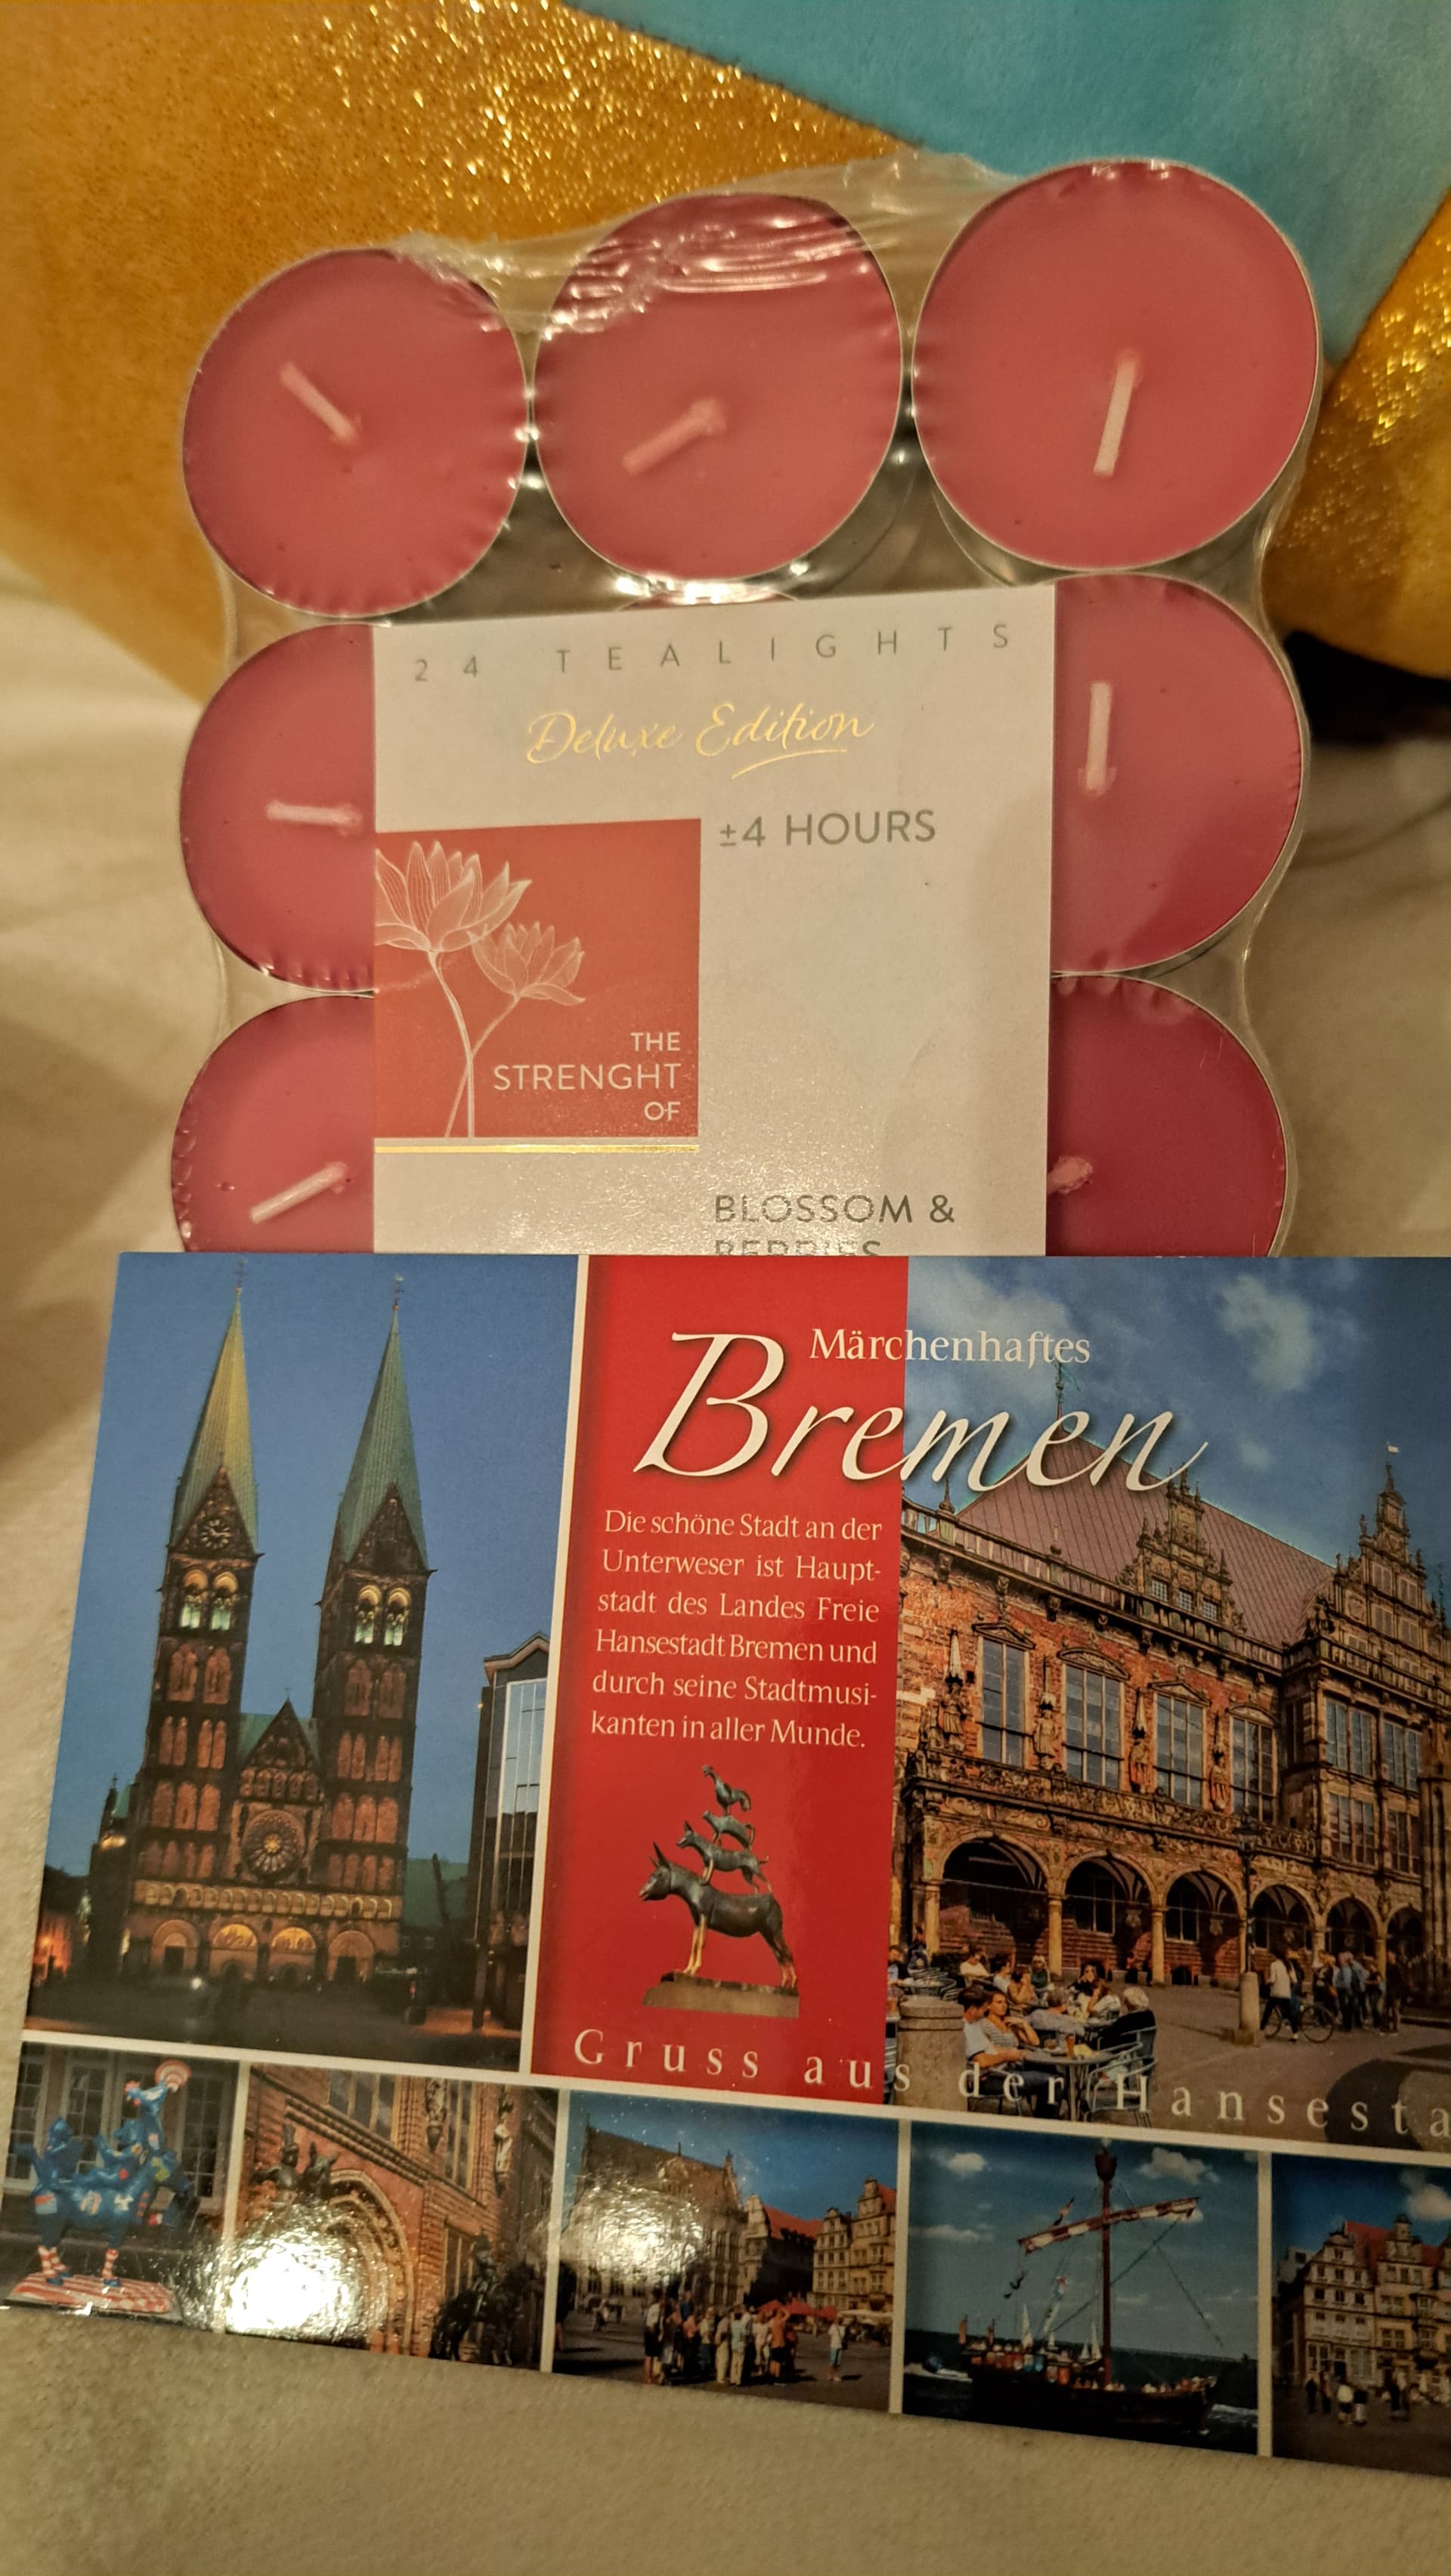 24 TEALIGHTS
Deluxe Edition
±4 HOURS
THE
STRENGHT
OF
BLOSSOM &
BERRIES
Märchenhaftes
Bremen
Die schöne Stadt an der
Unterweser ist Haupt-
stadt des Landes Freie
Hansestadt Bremen und
durch seine Stadtmusi-
kanten in aller Munde.
Gruss aus der Hansesta